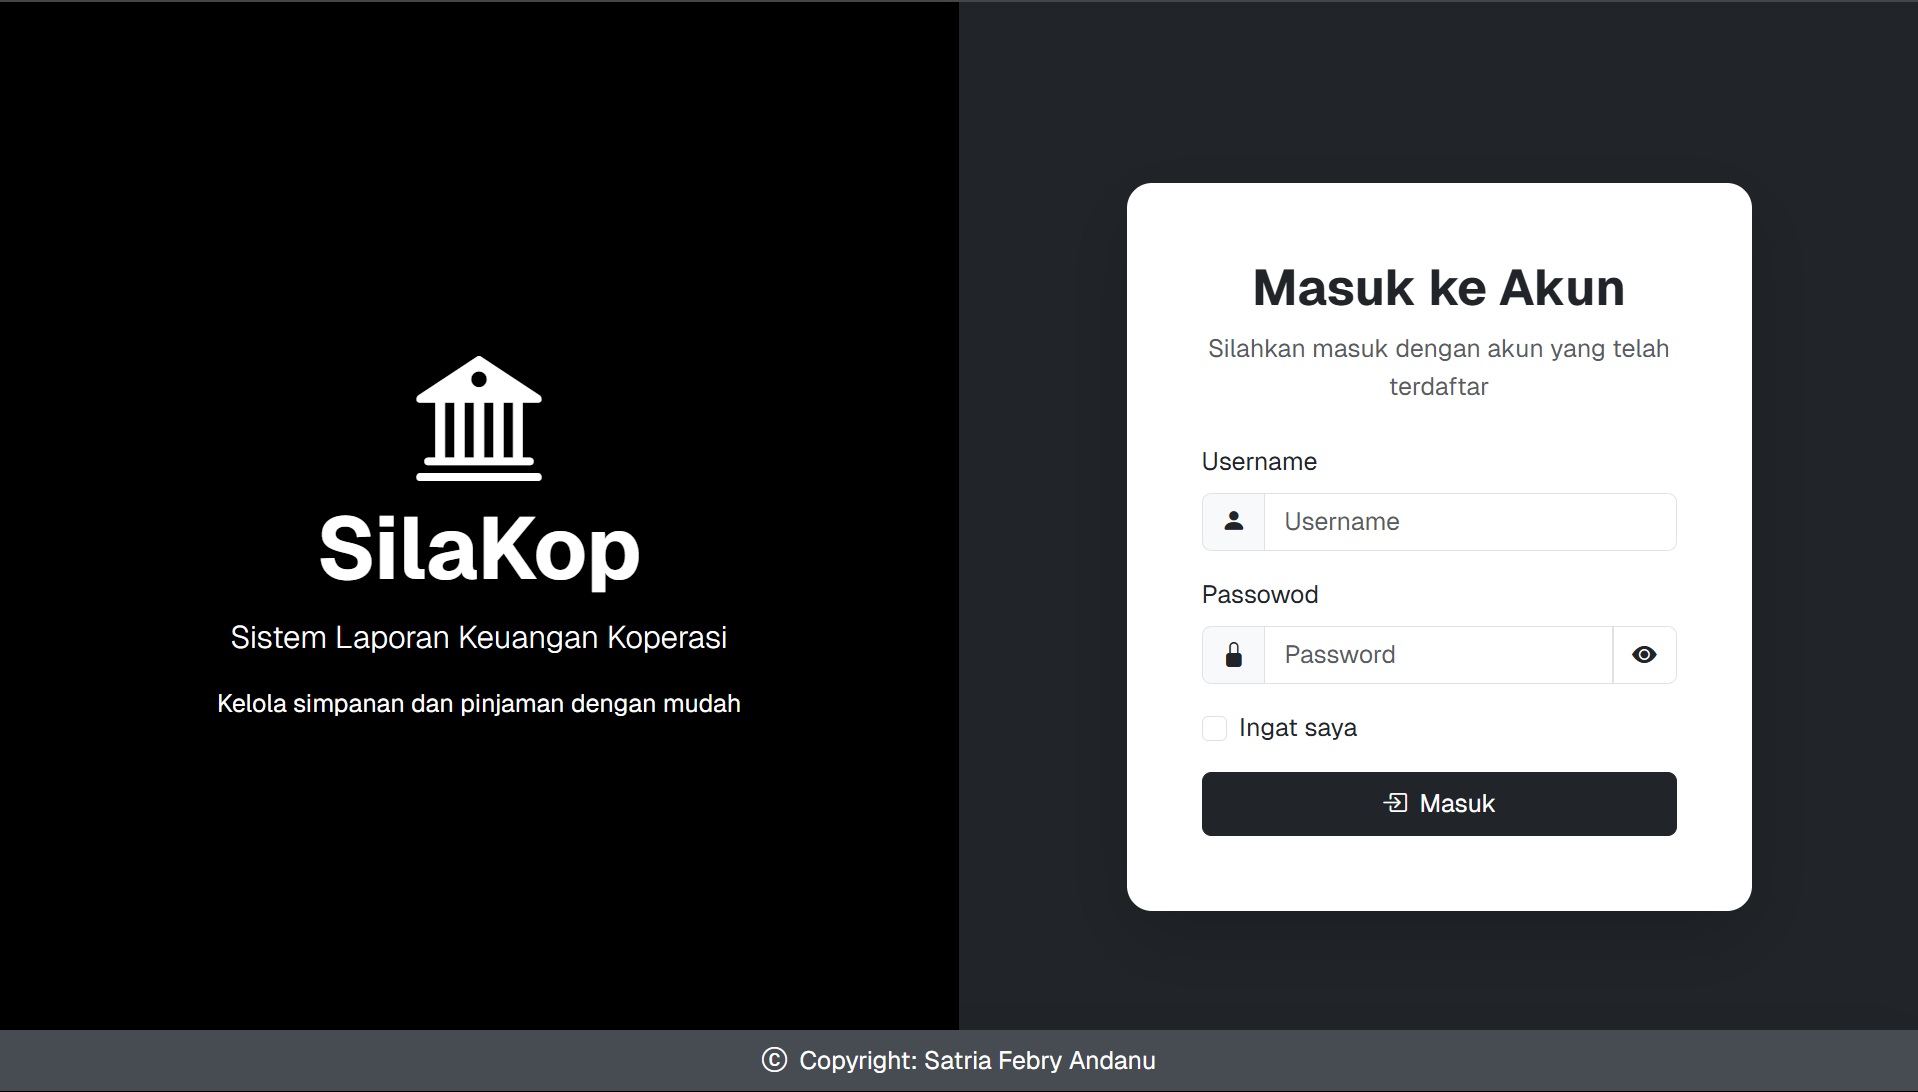 SilaKop
Sistem Laporan Keuangan Koperasi
Kelola simpanan dan pinjaman dengan mudah
Masuk ke Akun
Silahkan masuk dengan akun yang telah
terdaftar
Username
Username
Passowod
Password
Ingat saya
Masuk
© Copyright: Satria Febry Andanu